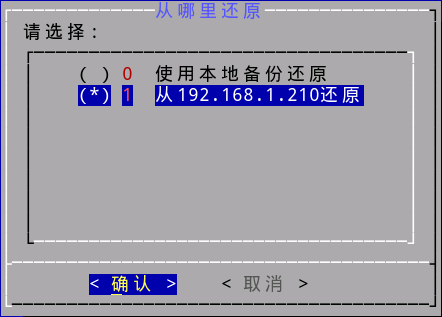 从哪里还原
请选择：
( ) 0 使用本地备份还原
(*) 1 从192.168.1.210还原
< 确认 > < 取消 >